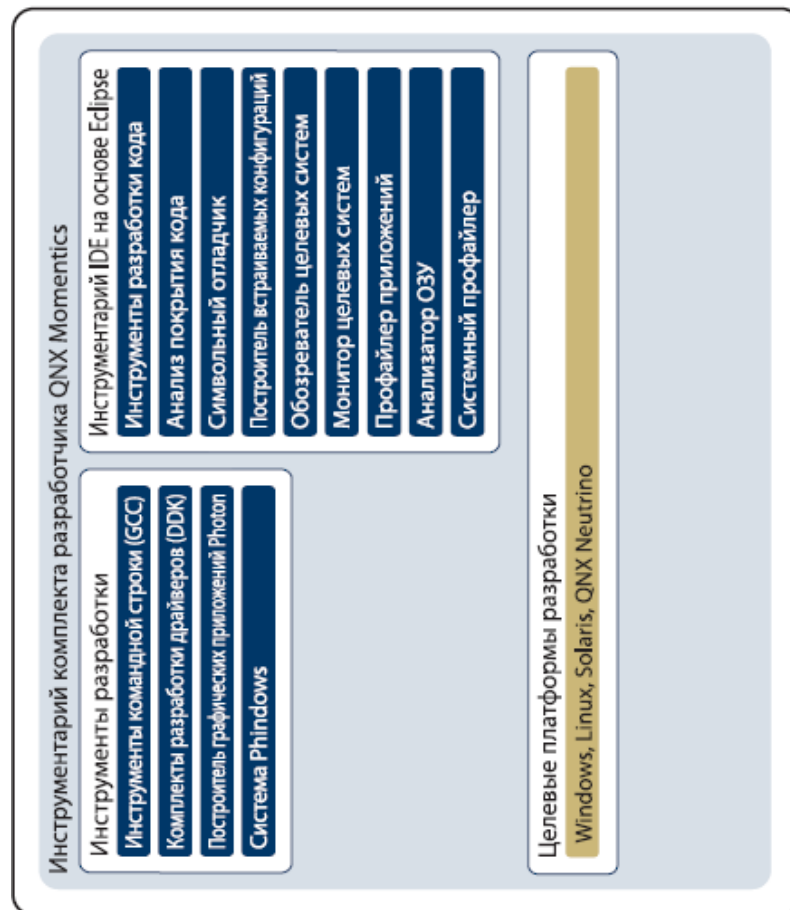 Инструментарий комплекта разработчика QNX Momentics
Инструменты разработки
Инструменты командной строки (GCC)
Комплекты разработки драйверов (DDK)
Построитель графических приложений Photon
Система Phindows
Инструментарий IDE на основе Eclipse
Инструменты разработки кода
Анализ покрытия кода
Символьный отладчик
Построитель встраиваемых конфигураций
Обозреватель целевых систем
Монитор целевых систем
Профайлер приложений
Анализатор ОЗУ
Системный профайлер
Целевые платформы разработки
Windows, Linux, Solaris, QNX Neutrino